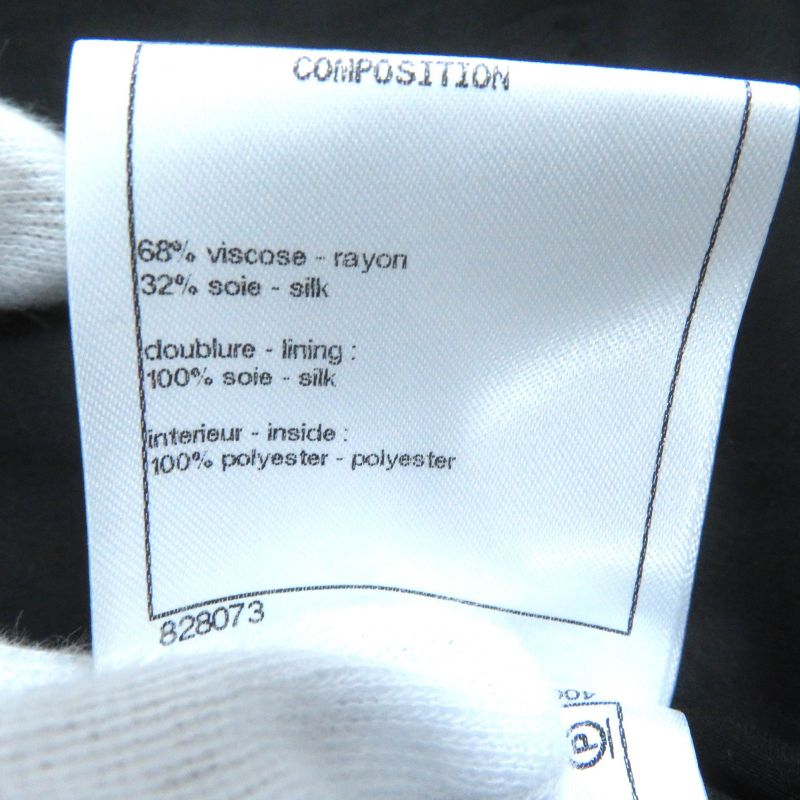 COMPOSITION
68% viscose - rayon
32% soie - silk
doublure - lining :
100% soie - silk
interieur - inside :
100% polyester - polyester
828073
P